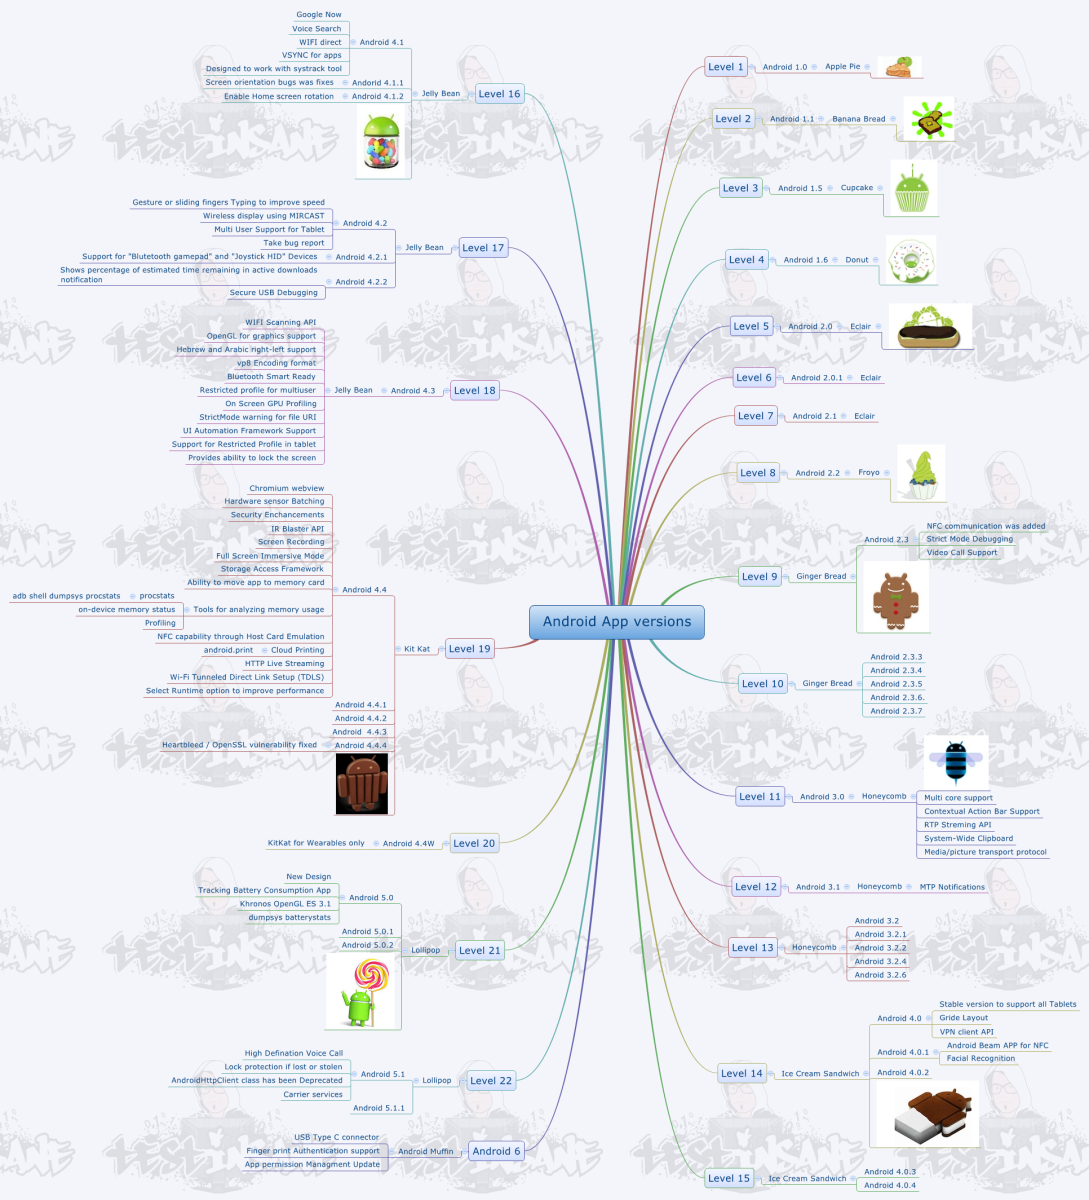 Android App versions
Level 1
Android 1.0
Apple Pie
Level 2
Android 1.1
Banana Bread
Level 3
Android 1.5
Cupcake
Level 4
Android 1.6
Donut
Level 5
Android 2.0
Eclair
Level 6
Android 2.0.1
Eclair
Level 7
Android 2.1
Eclair
Level 8
Android 2.2
Froyo
Level 9
Ginger Bread
Android 2.3
NFC communication was added
Strict Mode Debugging
Video Call Support
Level 10
Ginger Bread
Android 2.3.3
Android 2.3.4
Android 2.3.5
Android 2.3.6.
Android 2.3.7
Level 11
Android 3.0
Honeycomb
Multi core support
Contextual Action Bar Support
RTP Streming API
System-Wide Clipboard
Media/picture transport protocol
Level 12
Android 3.1
Honeycomb
MTP Notifications
Level 13
Honeycomb
Android 3.2
Android 3.2.1
Android 3.2.2
Android 3.2.4
Android 3.2.6
Level 14
Ice Cream Sandwich
Android 4.0
Stable version to support all Tablets
Gride Layout
VPN client API
Android 4.0.1
Android Beam APP for NFC
Facial Recognition
Android 4.0.2
Level 15
Ice Cream Sandwich
Android 4.0.3
Android 4.0.4
Level 16
Jelly Bean
Android 4.1
Google Now
Voice Search
WIFI direct
VSYNC for apps
Designed to work with systrack tool
Andorid 4.1.1
Screen orientation bugs was fixes
Android 4.1.2
Enable Home screen rotation
Level 17
Jelly Bean
Android 4.2
Gesture or sliding fingers Typing to improve speed
Wireless display using MIRCAST
Multi User Support for Tablet
Take bug report
Android 4.2.1
Support for "Blutetooth gamepad" and "Joystick HID" Devices
Android 4.2.2
Shows percentage of estimated time remaining in active downloads
notification
Secure USB Debugging
Level 18
Android 4.3
Jelly Bean
WIFI Scanning API
OpenGL for graphics support
Hebrew and Arabic right-left support
vp8 Encoding format
Bluetooth Smart Ready
Restricted profile for multiuser
On Screen GPU Profiling
StrictMode warning for file URI
UI Automation Framework Support
Support for Restricted Profile in tablet
Provides ability to lock the screen
Level 19
Kit Kat
Android 4.4
Chromium webview
Hardware sensor Batching
Security Enchancements
IR Blaster API
Screen Recording
Full Screen Immersive Mode
Storage Access Framework
Ability to move app to memory card
Tools for analyzing memory usage
procstats
adb shell dumpsys procstats
on-device memory status
Profiling
NFC capability through Host Card Emulation
Cloud Printing
android.print
HTTP Live Streaming
Wi-Fi Tunneled Direct Link Setup (TDLS)
Select Runtime option to improve performance
Android 4.4.1
Android 4.4.2
Android 4.4.3
Android 4.4.4
Heartbleed / OpenSSL vulnerability fixed
Level 20
Android 4.4W
KitKat for Wearables only
Level 21
Lollipop
Android 5.0
New Design
Tracking Battery Consumption App
Khronos OpenGL ES 3.1
dumpsys batterystats
Android 5.0.1
Android 5.0.2
Level 22
Lollipop
Android 5.1
High Defination Voice Call
Lock protection if lost or stolen
AndroidHttpClient class has been Deprecated
Carrier services
Android 5.1.1
Android 6
Android Muffin
USB Type C connector
Finger print Authentication support
App permission Managment Update